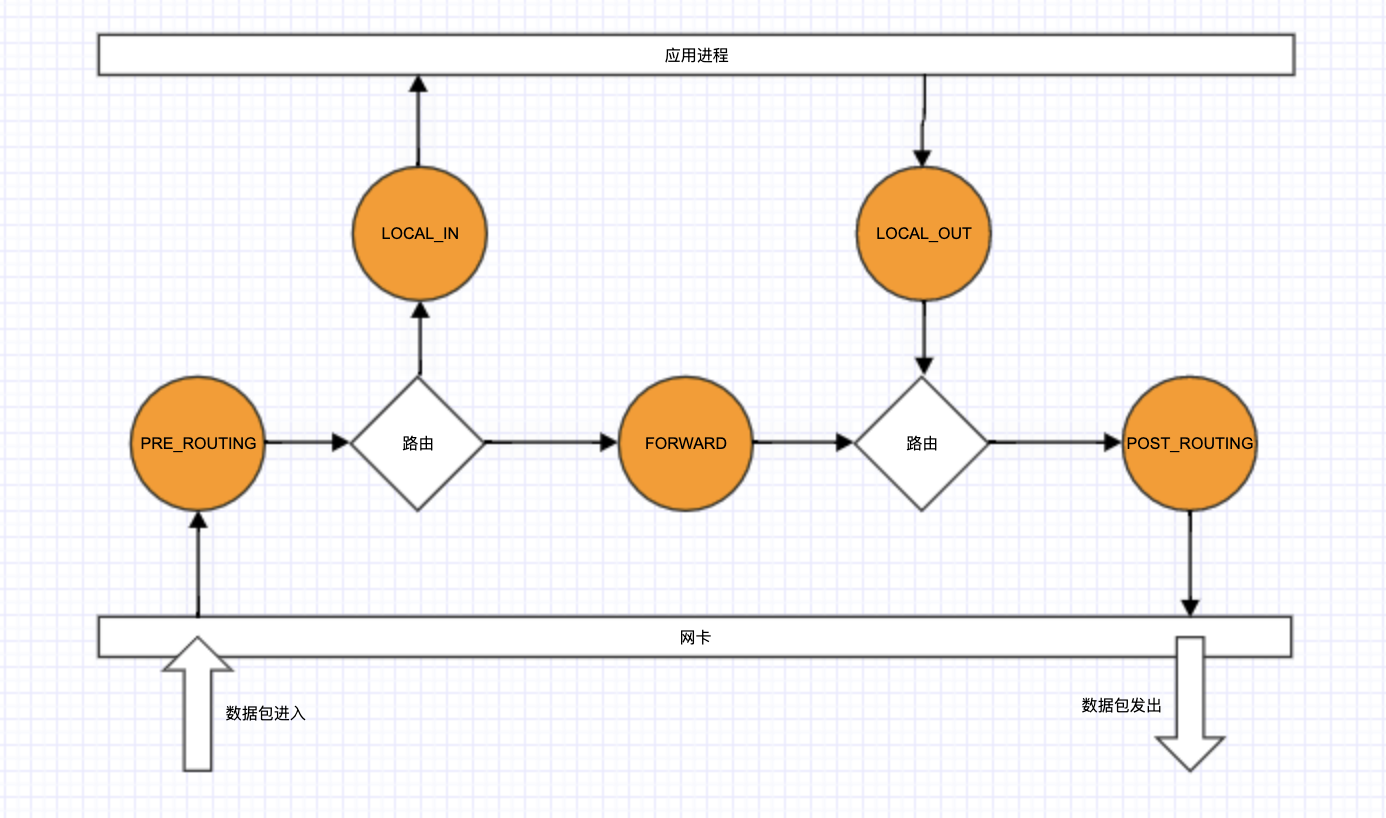 应用进程
LOCAL_IN
LOCAL_OUT
PRE_ROUTING
路由
FORWARD
路由
POST_ROUTING
网卡
数据包进入
数据包发出